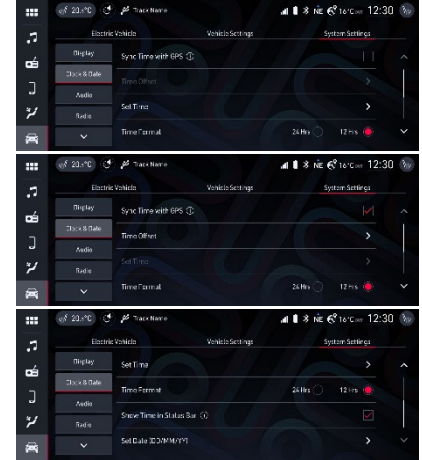 20.5°C Track Name NE 16°C 12:30
Electric Vehicle Vehicle Settings System Settings
Display
Clock & Date
Audio
Radio
Sync Time with GPS
Time Offset
Set Time
Time Format 24 Hrs 12 Hrs
20.5°C Track Name NE 16°C 12:30
Electric Vehicle Vehicle Settings System Settings
Display
Clock & Date
Audio
Radio
Sync Time with GPS
Time Offset
Set Time
Time Format 24 Hrs 12 Hrs
20.5°C Track Name NE 16°C 12:30
Electric Vehicle Vehicle Settings System Settings
Display
Clock & Date
Audio
Radio
Set Time
Time Format 24 Hrs 12 Hrs
Show Time in Status Bar
Set Date (DD/MM/YY)